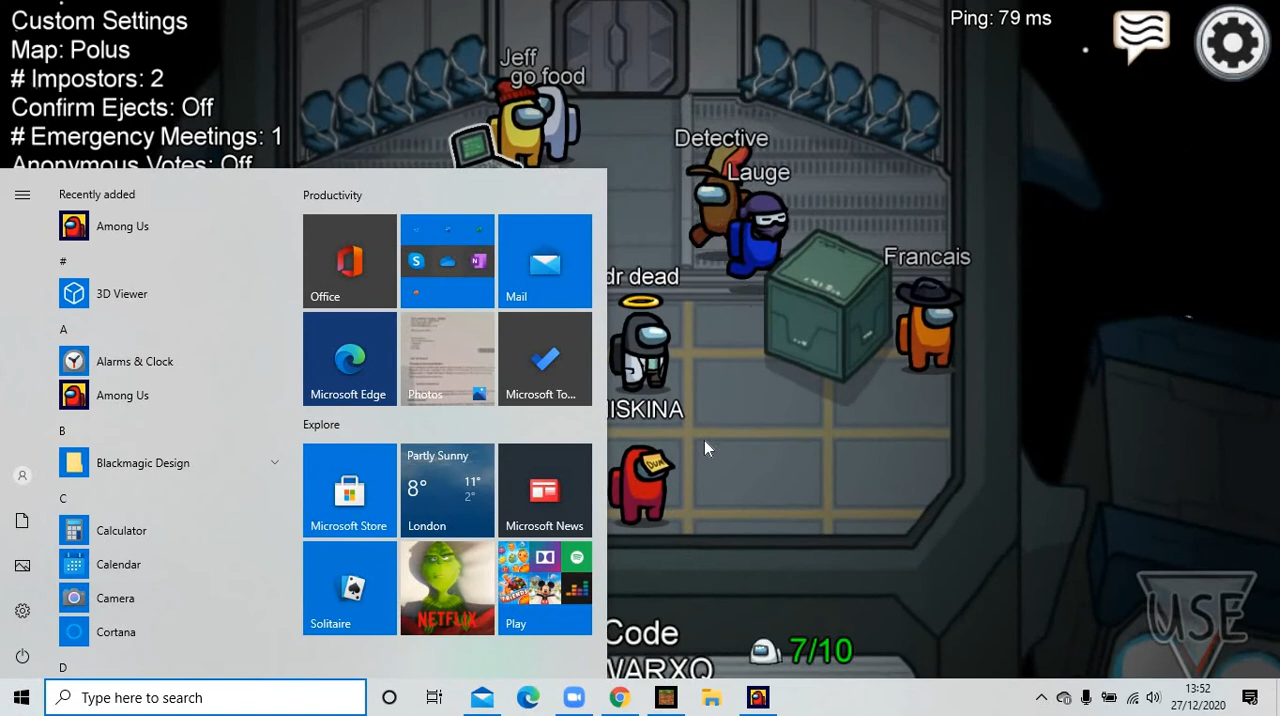 Custom Settings
Map: Polus
# Impostors: 2
Confirm Ejects: Off
# Emergency Meetings: 1
Anonymous Votes: Off
Ping: 79 ms
Jeff
go food
Detective
Lauge
Francais
dr dead
ISKINA
DUM
Recently added
Among Us
#
3D Viewer
A
Alarms & Clock
Among Us
B
Blackmagic Design
C
Calculator
Calendar
Camera
Cortana
D
Productivity
Office
Mail
Microsoft Edge
Photos
Microsoft To...
Explore
Microsoft Store
Partly Sunny
8°
11°
2°
London
Microsoft News
Solitaire
NETFLIX
Play
Code
WARXQ
7/10
USE
Type here to search
13:52
27/12/2020